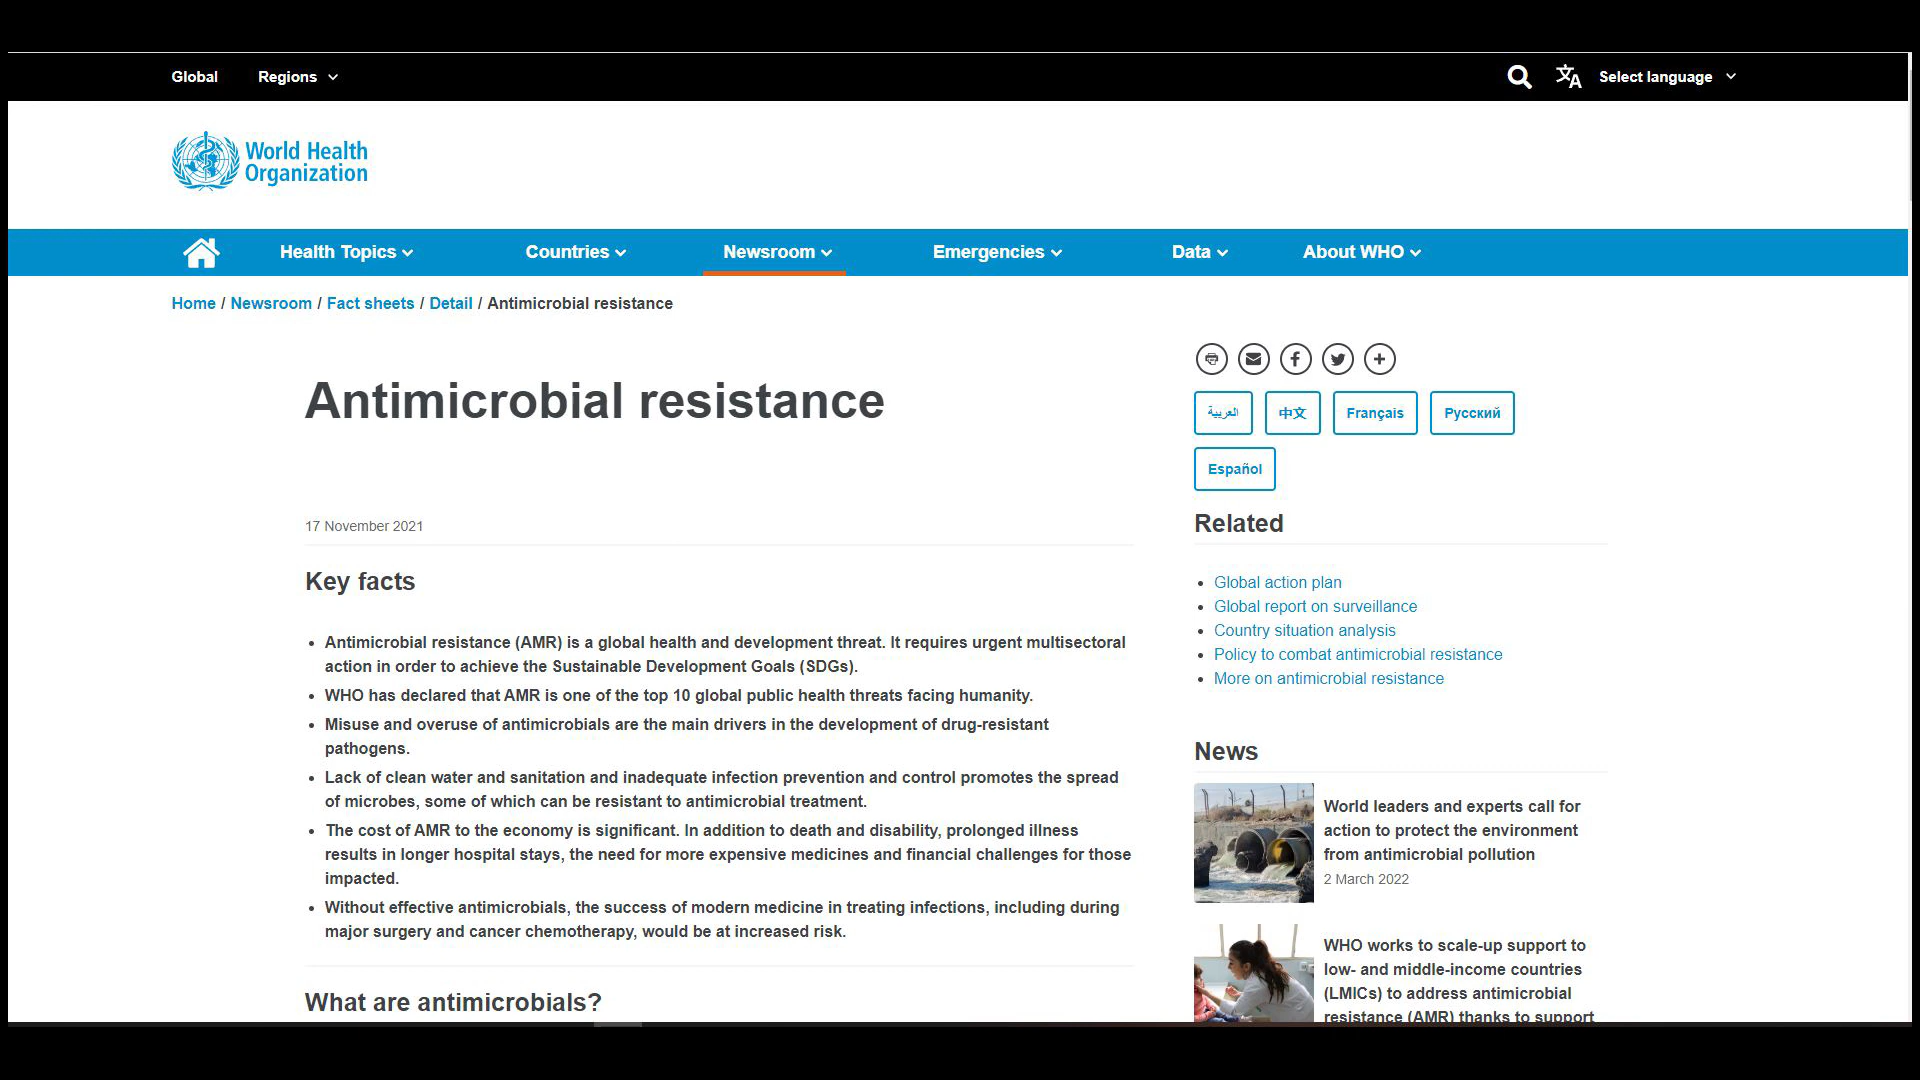 Global Regions Select language
World Health
Organization
Health Topics Countries Newsroom Emergencies Data About WHO
Home / Newsroom / Fact sheets / Detail / Antimicrobial resistance
Antimicrobial resistance
17 November 2021
Key facts
• Antimicrobial resistance (AMR) is a global health and development threat. It requires urgent multisectoral
action in order to achieve the Sustainable Development Goals (SDGs).
• WHO has declared that AMR is one of the top 10 global public health threats facing humanity.
• Misuse and overuse of antimicrobials are the main drivers in the development of drug-resistant
pathogens.
• Lack of clean water and sanitation and inadequate infection prevention and control promotes the spread
of microbes, some of which can be resistant to antimicrobial treatment.
• The cost of AMR to the economy is significant. In addition to death and disability, prolonged illness
results in longer hospital stays, the need for more expensive medicines and financial challenges for those
impacted.
• Without effective antimicrobials, the success of modern medicine in treating infections, including during
major surgery and cancer chemotherapy, would be at increased risk.
What are antimicrobials?
العربية 中文 Français Русский
Español
Related
• Global action plan
• Global report on surveillance
• Country situation analysis
• Policy to combat antimicrobial resistance
• More on antimicrobial resistance
News
World leaders and experts call for
action to protect the environment
from antimicrobial pollution
2 March 2022
WHO works to scale-up support to
low- and middle-income countries
(LMICs) to address antimicrobial
resistance (AMR) thanks to support